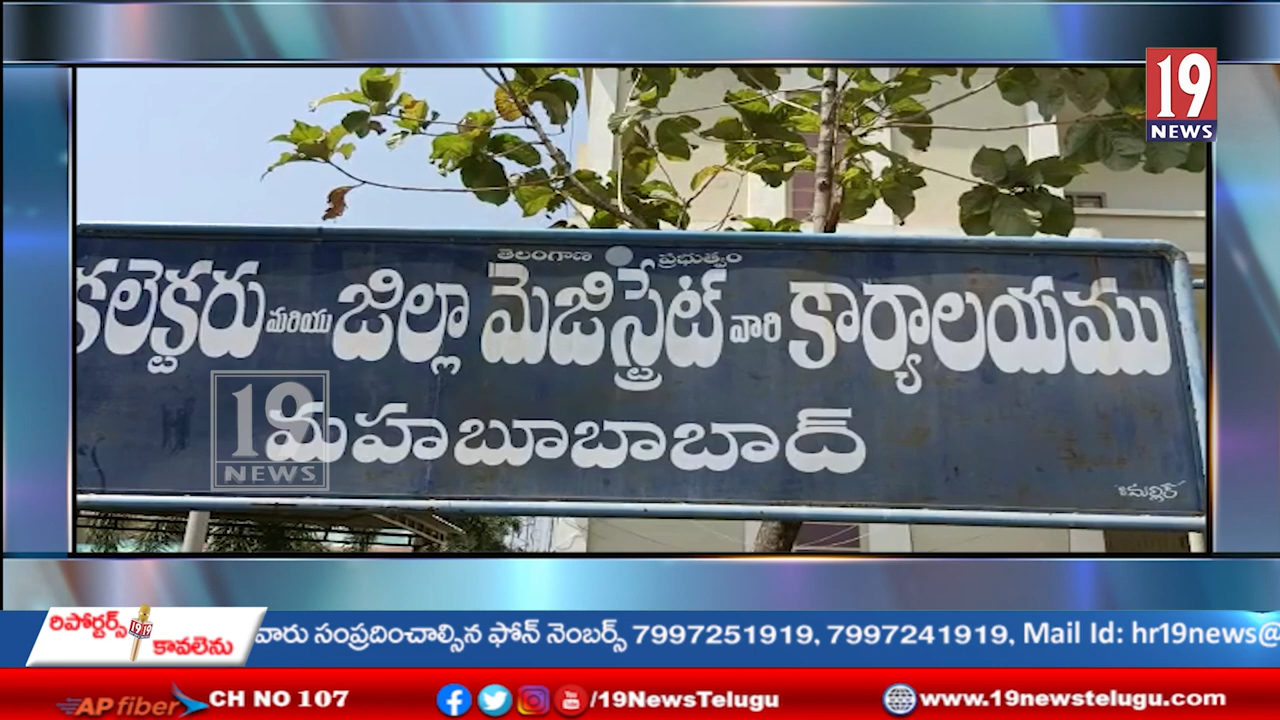 19
NEWS
తెలంగాణ ప్రభుత్వం
కలెక్టరు మరియు జిల్లా మెజిస్ట్రేట్ వారి కార్యాలయము
19
NEWS
మహబూబాబాద్
రిపోర్టర్స్
కావలెను
వారు సంప్రదించాల్సిన ఫోన్ నెంబర్స్ 7997251919, 7997241919, Mail Id: hr19news@
AP fiber CH NO 107 /19NewsTelugu www.19newstelugu.com